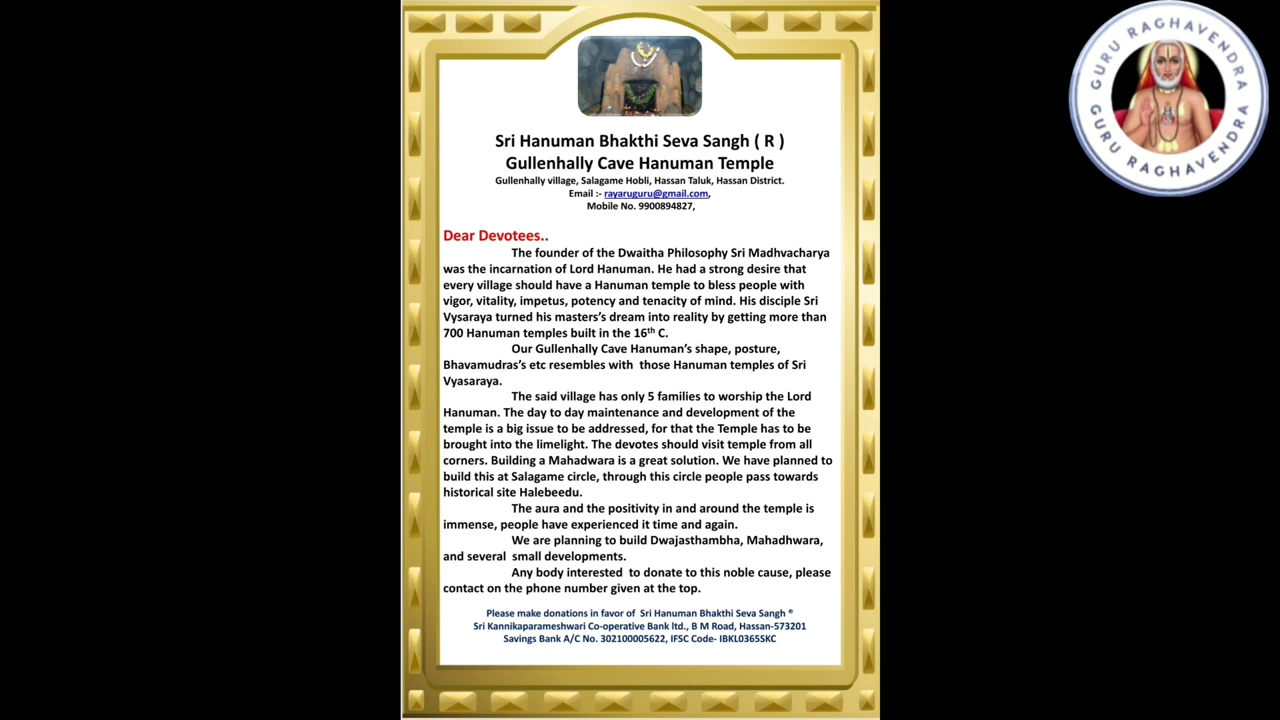 Sri Hanuman Bhakthi Seva Sangh ( R )
Gullenhally Cave Hanuman Temple
Gullenhally village, Salagame Hobli, Hassan Taluk, Hassan District.
Email :- rayaruguru@gmail.com,
Mobile No. 9900894827,
Dear Devotees..
The founder of the Dwaitha Philosophy Sri Madhvacharya
was the incarnation of Lord Hanuman. He had a strong desire that
every village should have a Hanuman temple to bless people with
vigor, vitality, impetus, potency and tenacity of mind. His disciple Sri
Vysaraya turned his masters's dream into reality by getting more than
700 Hanuman temples built in the 16th C.
Our Gullenhally Cave Hanuman's shape, posture,
Bhavamudras's etc resembles with those Hanuman temples of Sri
Vyasaraya.
The said village has only 5 families to worship the Lord
Hanuman. The day to day maintenance and development of the
temple is a big issue to be addressed, for that the Temple has to be
brought into the limelight. The devotes should visit temple from all
corners. Building a Mahadwara is a great solution. We have planned to
build this at Salagame circle, through this circle people pass towards
historical site Halebeedu.
The aura and the positivity in and around the temple is
immense, people have experienced it time and again.
We are planning to build Dwajasthambha, Mahadhwara,
and several small developments.
Any body interested to donate to this noble cause, please
contact on the phone number given at the top.
Please make donations in favor of Sri Hanuman Bhakthi Seva Sangh ®
Sri Kannikaparameshwari Co-operative Bank ltd., B M Road, Hassan-573201
Savings Bank A/C No. 302100005622, IFSC Code- IBKL0365SKC
GURU RAGHAVENDRA
GURU RAGHAVENDRA